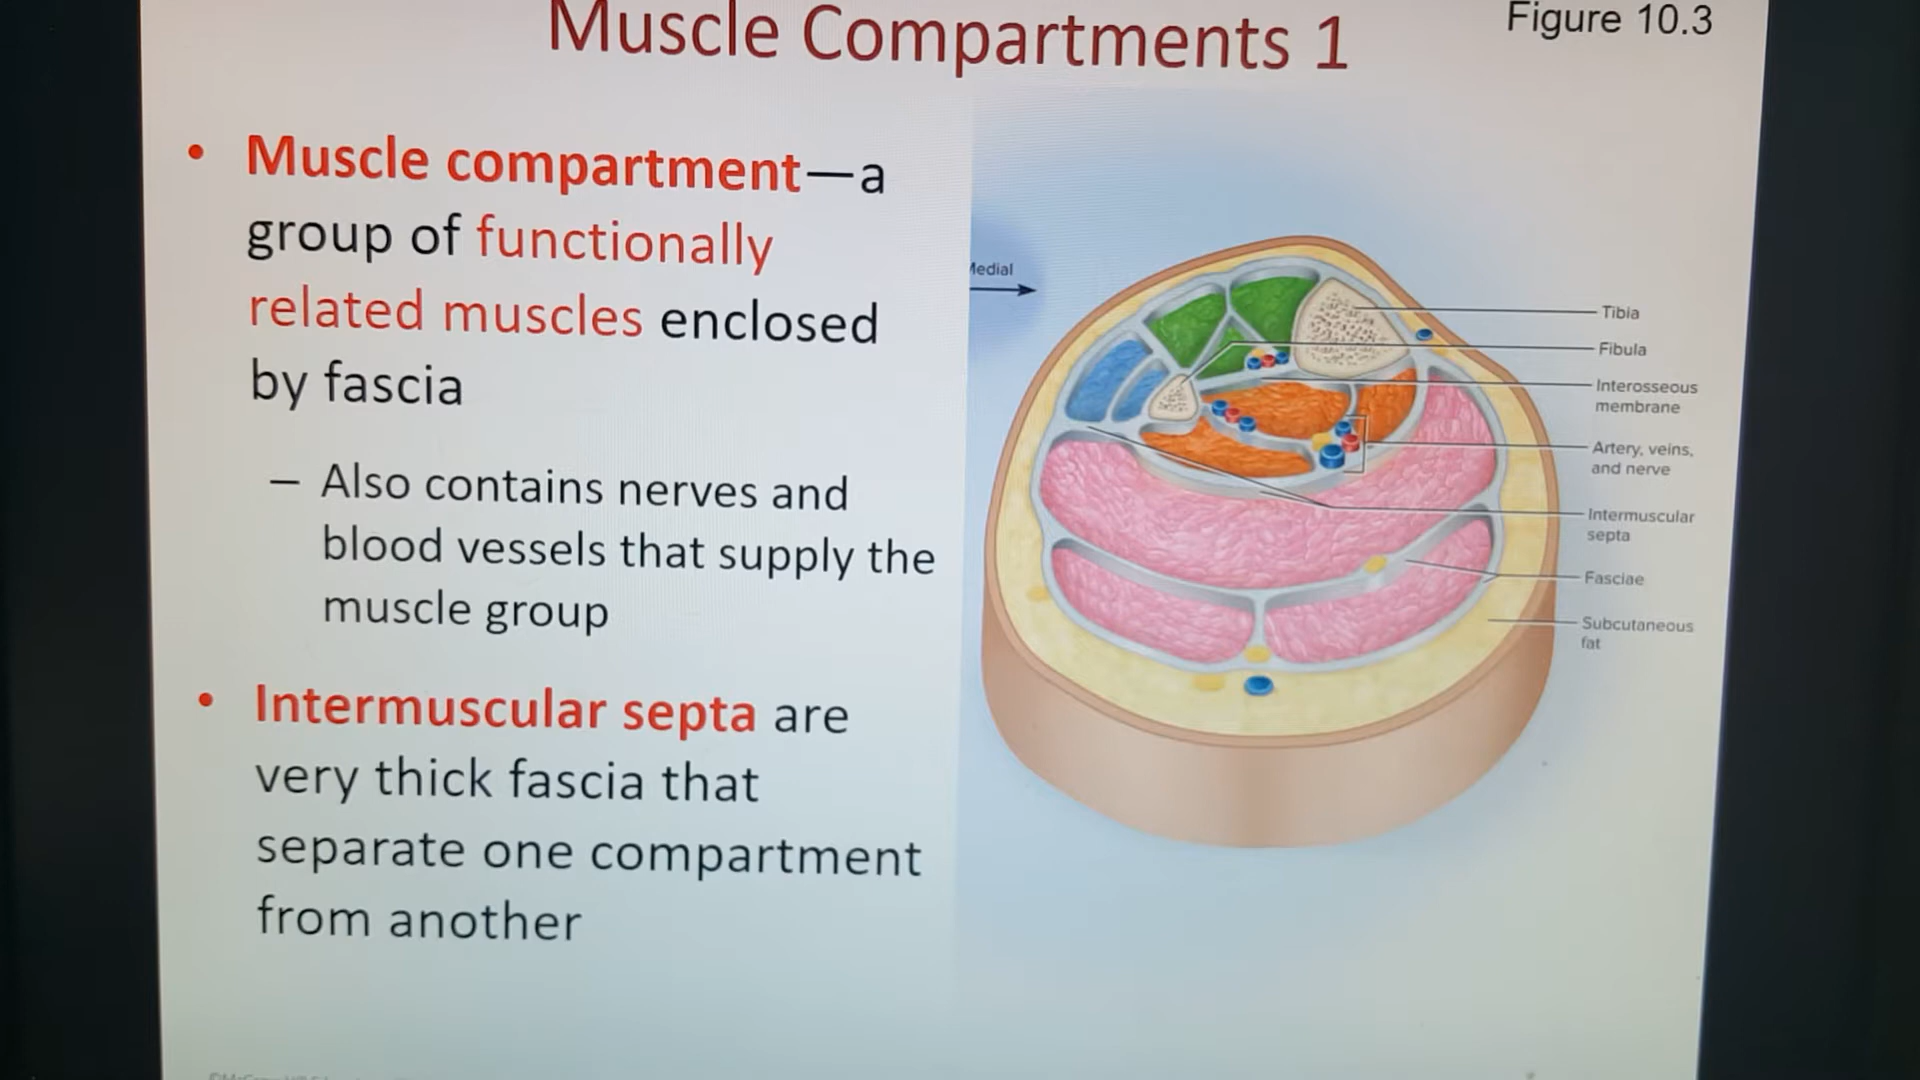 Muscle Compartments 1
Figure 10.3
• Muscle compartment—a
group of functionally
related muscles enclosed
by fascia
– Also contains nerves and
blood vessels that supply the
muscle group
• Intermuscular septa are
very thick fascia that
separate one compartment
from another
Medial
Tibia
Fibula
Interosseous
membrane
Artery, veins,
and nerve
Intermuscular
septa
Fasciae
Subcutaneous
fat